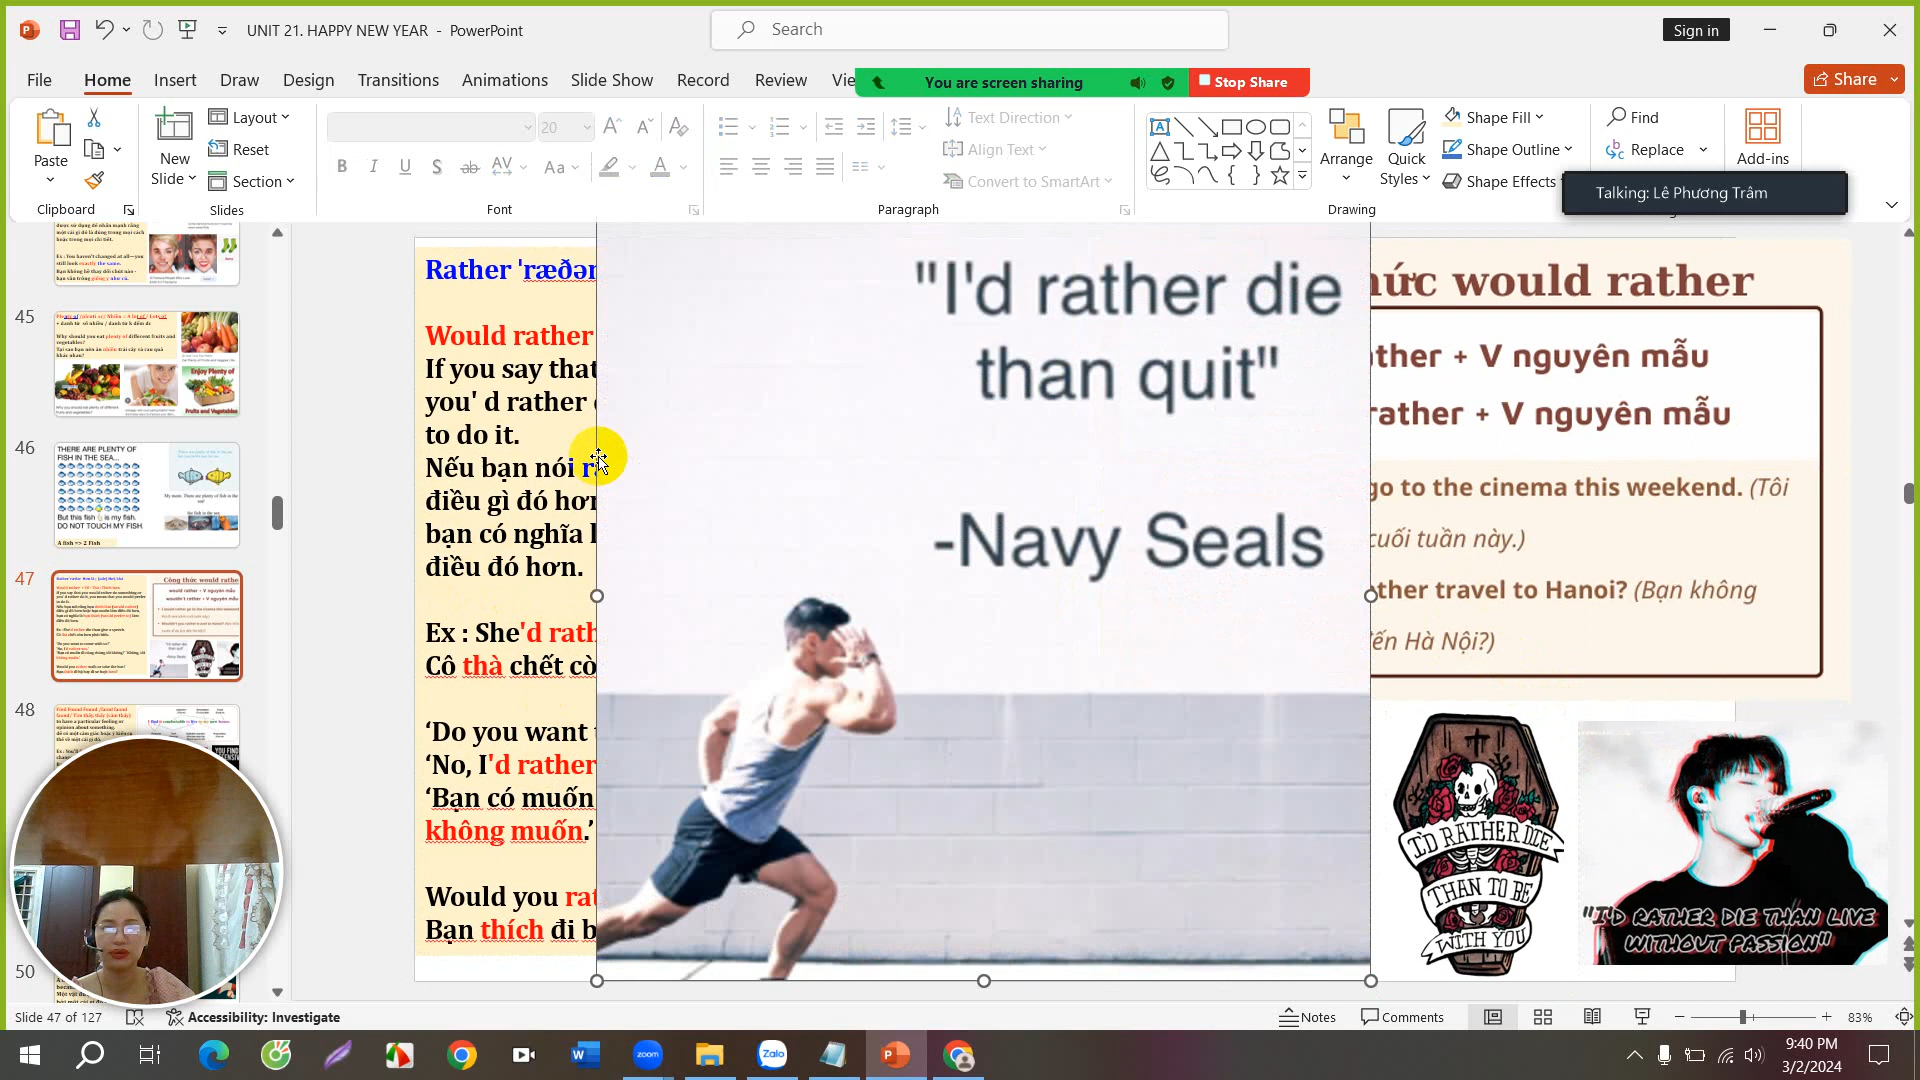 UNIT 21. HAPPY NEW YEAR - PowerPoint
Search
Sign in
File Home Insert Draw Design Transitions Animations Slide Show Record Review Vie
You are screen sharing
Stop Share
Share
Paste
New
Slide
Layout
Reset
Section
20
Text Direction
Align Text
Convert to SmartArt
Arrange
Quick
Styles
Shape Fill
Shape Outline
Shape Effects
Find
Replace
Add-ins
Talking: Lê Phương Trâm
Clipboard
Slides
Font
Paragraph
Drawing
45
46
THERE ARE PLENTY OF
FISH IN THE SEA...
But this fish is my fish.
DO NOT TOUCH MY FISH.
A fish => 2 Fish
47
48
50
Rather 'ræðər
Would rather
If you say that
you' d rather
to do it.
Nếu bạn nói
điều gì đó hơn
bạn có nghĩa
điều đó hơn.
Ex : She'd rath
Cô thà chết cò
‘Do you want
‘No, I'd rather
‘Bạn có muốn
không muốn.’
Would you rat
Bạn thích đi b
"I'd rather die
than quit"
-Navy Seals
hức would rather
ather + V nguyên mẫu
rather + V nguyên mẫu
go to the cinema this weekend. (Tôi
cuối tuần này.)
ther travel to Hanoi? (Bạn không
đến Hà Nội?)
I'D RATHER DIE
THAN TO BE
WITH YOU
"I'D RATHER DIE THAN LIVE
WITHOUT PASSION"
Slide 47 of 127
Accessibility: Investigate
Notes
Comments
83%
zoom
Zalo
9:40 PM
3/2/2024